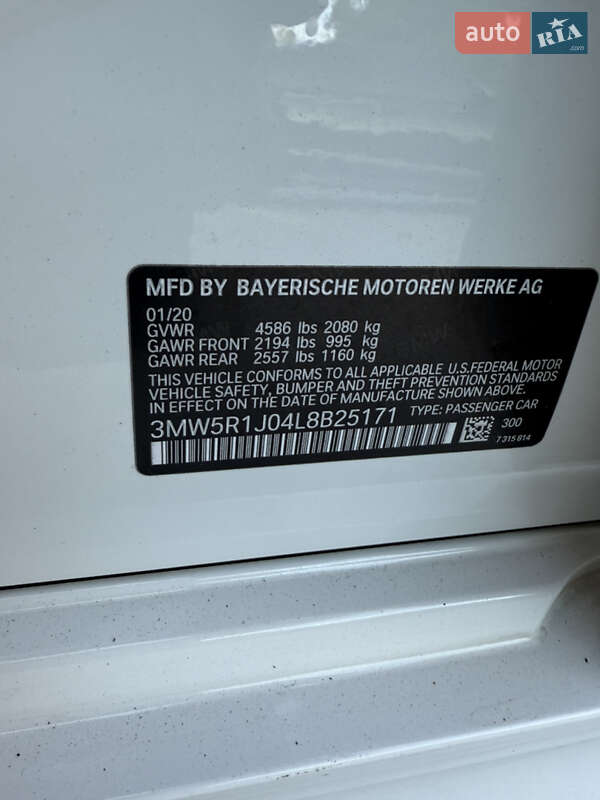 auto RIA
.com
MFD BY BAYERISCHE MOTOREN WERKE AG
01/20
GVWR 4586 lbs 2080 kg
GAWR FRONT 2194 lbs 995 kg
GAWR REAR 2557 lbs 1160 kg
THIS VEHICLE CONFORMS TO ALL APPLICABLE U.S.FEDERAL MOTOR
VEHICLE SAFETY, BUMPER AND THEFT PREVENTION STANDARDS
IN EFFECT ON THE DATE OF MANUFACTURE SHOWN ABOVE.
3MW5R1J04L8B25171 TYPE: PASSENGER CAR
300
7 315 814